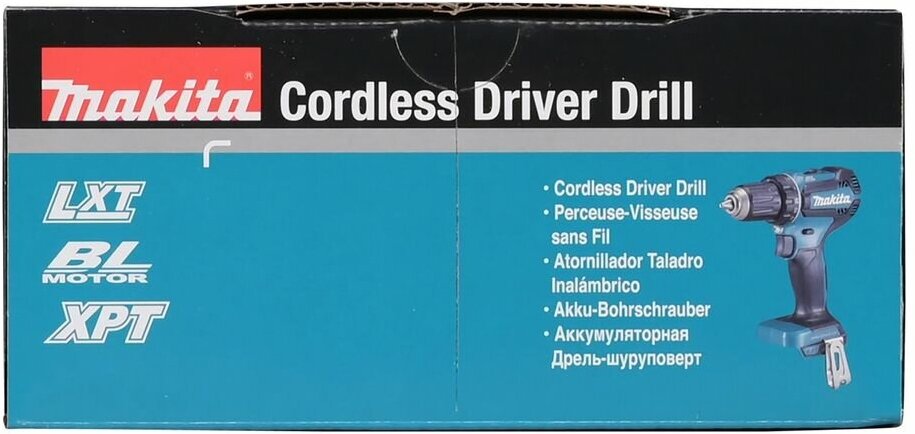 Makita® Cordless Driver Drill
LXT
BL
MOTOR
XPT
• Cordless Driver Drill
• Perceuse-Visseuse
sans Fil
• Atornillador Taladro
Inalámbrico
• Akku-Bohrschrauber
• Аккумуляторная
Дрель-шуруповерт
Makita